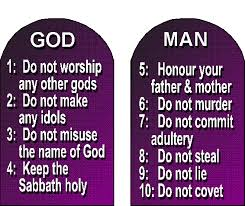 GOD
1: Do not worship
any other gods
2: Do not make
any idols
3: Do not misuse
the name of God
4: Keep the
Sabbath holy
MAN
5: Honour your
father & mother
6: Do not murder
7: Do not commit
adultery
8: Do not steal
9: Do not lie
10: Do not covet